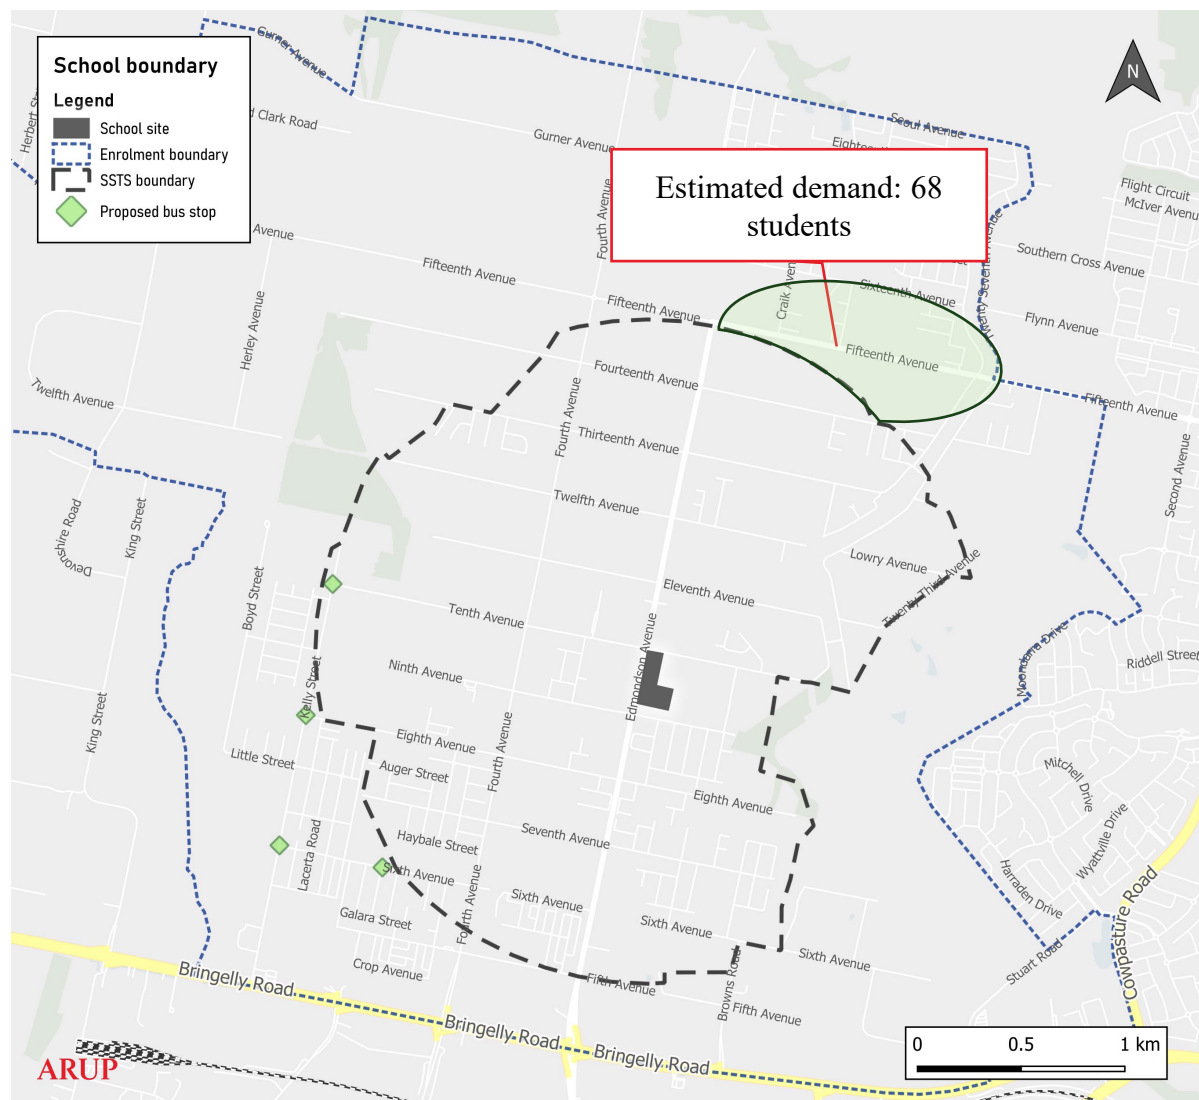 School boundary
Legend
School site
Enrolment boundary
SSTS boundary
Proposed bus stop
N
Gurner Avenue
Clark Road
Gurner Avenue
Seoul Avenue
Estimated demand: 68
students
Flight Circuit
McIver Avenu
Fourth Avenue
Avenue
Fifteenth Avenue
Southern Cross Avenue
Sixteenth Avenue
Fifteenth Avenue
Flynn Avenue
Herley Avenue
Fifteenth Avenue
Fourteenth Avenue
Twelfth Avenue
Fifteenth Avenue
Fourth Avenue
Thirteenth Avenue
Second Avenue
Twelfth Avenue
Devonshire Road
King Street
Lowry Avenue
Twenty Third Avenue
Eleventh Avenue
Boyd Street
Tenth Avenue
Moondarra Drive
Riddell Street
Edmondson Avenue
Ninth Avenue
Kelly Street
King Street
Eighth Avenue
Fourth Avenue
Little Street
Auger Street
Mitchell Drive
Eighth Avenue
Wyattville Drive
Seventh Avenue
Haybale Street
Lacerta Road
Sixth Avenue
Harraden Drive
Sixth Avenue
Fourth Avenue
Galara Street
Sixth Avenue
Sixth Avenue
Cowpasture Road
Stuart Road
Crop Avenue
Fifth Avenue
Browns Road
Bringelly Road
Fifth Avenue
Bringelly Road
Bringelly Road
0 0.5 1 km
ARUP